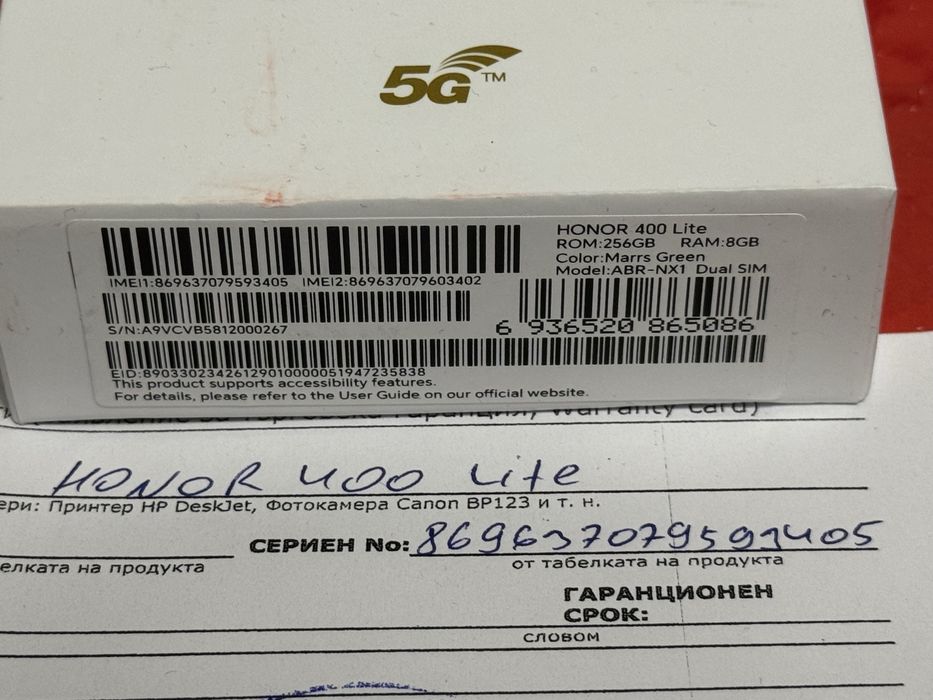 5G™
HONOR 400 Lite
ROM:256GB RAM:8GB
Color:Marrs Green
Model:ABR-NX1 Dual SIM
IMEI1:869637079593405 IMEI2:869637079603402
S/N:A9VCVB5812000267
6 936520 865086
EID:89033023426129010000051947235838
This product supports accessibility features.
For details, please refer to the User Guide on our official website.
гаранция, Warranty Card)
HONOR 400 Lite
ери: Принтер HP DeskJet, Фотокамера Canon BP123 и т. н.
СЕРИЕН No: 869637079593405
елката на продукта
от табелката на продукта
ГАРАНЦИОНЕН
СРОК:
словом